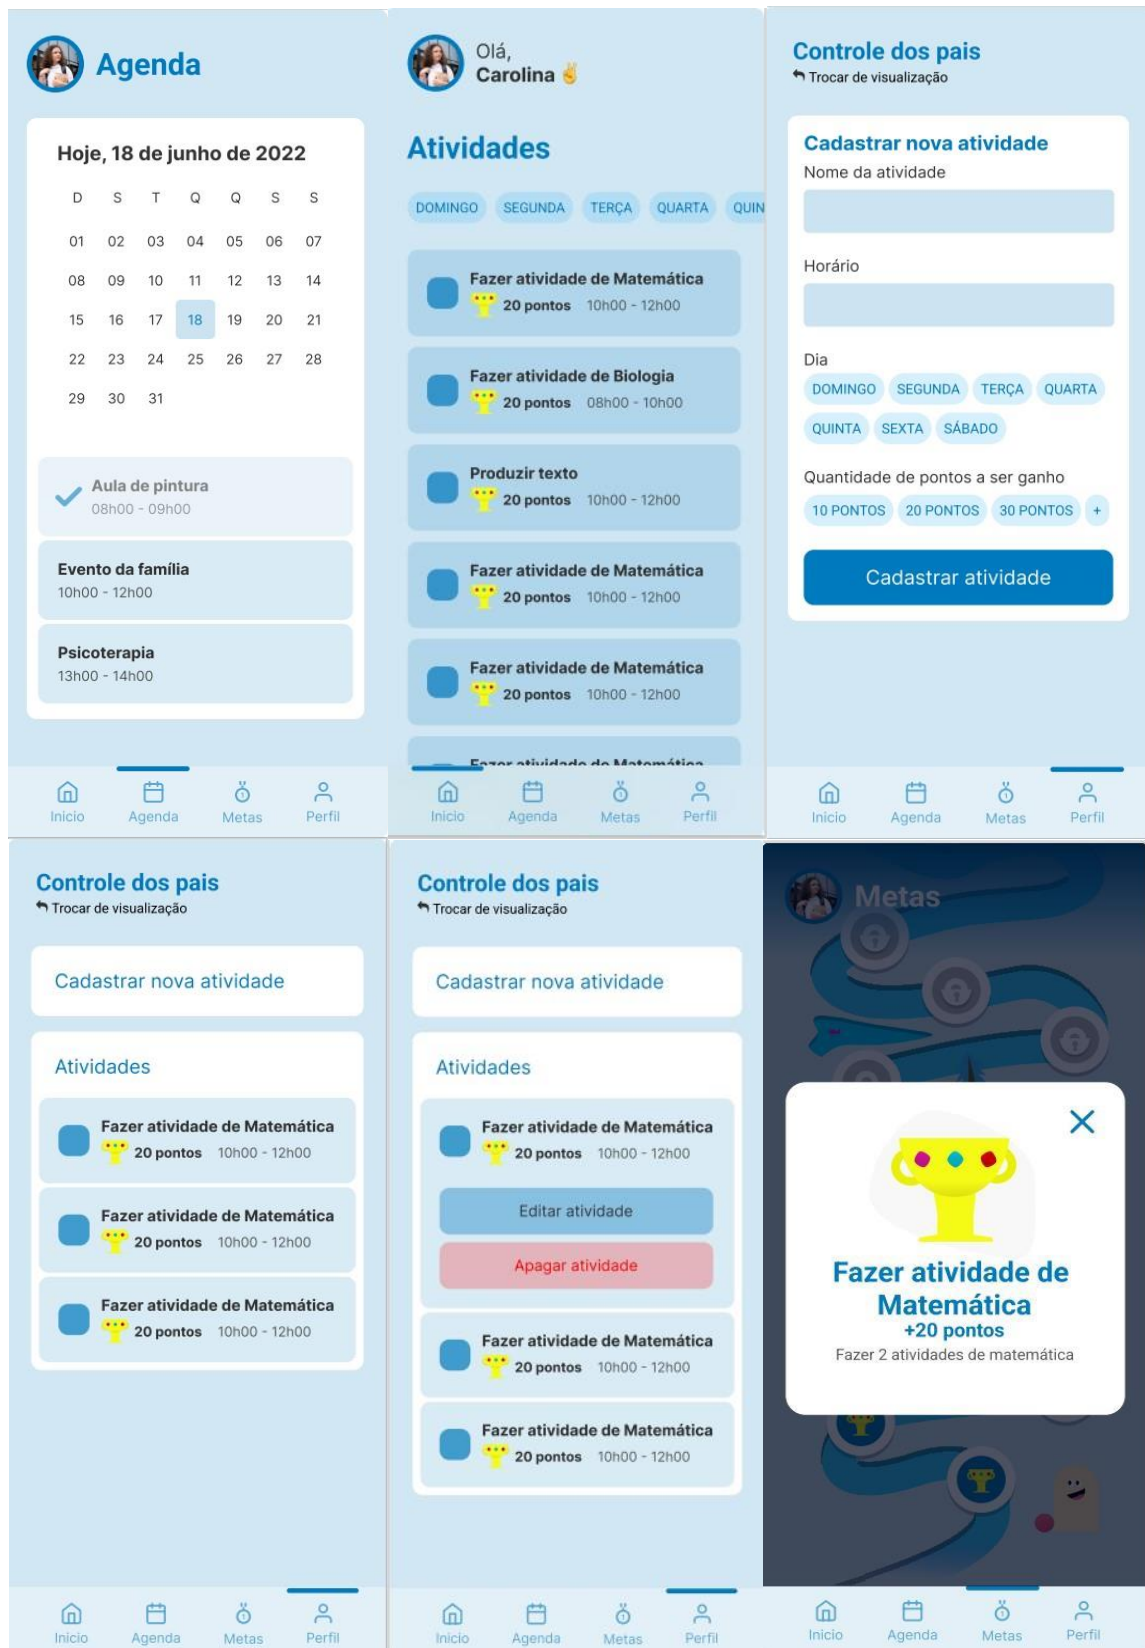 Agenda
Hoje, 18 de junho de 2022
D S T Q Q S S
01 02 03 04 05 06 07
08 09 10 11 12 13 14
15 16 17 18 19 20 21
22 23 24 25 26 27 28
29 30 31
Aula de pintura
08h00 - 09h00
Evento da família
10h00 - 12h00
Psicoterapia
13h00 - 14h00
Inicio Agenda Metas Perfil
Olá,
Carolina
Atividades
DOMINGO SEGUNDA TERÇA QUARTA QUIN
Fazer atividade de Matemática
20 pontos 10h00 - 12h00
Fazer atividade de Biologia
20 pontos 08h00 - 10h00
Produzir texto
20 pontos 10h00 - 12h00
Fazer atividade de Matemática
20 pontos 10h00 - 12h00
Fazer atividade de Matemática
20 pontos 10h00 - 12h00
Fazer atividade de Matemática
Inicio Agenda Metas Perfil
Controle dos pais
Trocar de visualização
Cadastrar nova atividade
Nome da atividade
Horário
Dia
DOMINGO SEGUNDA TERÇA QUARTA
QUINTA SEXTA SÁBADO
Quantidade de pontos a ser ganho
10 PONTOS 20 PONTOS 30 PONTOS +
Cadastrar atividade
Inicio Agenda Metas Perfil
Controle dos pais
Trocar de visualização
Cadastrar nova atividade
Atividades
Fazer atividade de Matemática
20 pontos 10h00 - 12h00
Fazer atividade de Matemática
20 pontos 10h00 - 12h00
Fazer atividade de Matemática
20 pontos 10h00 - 12h00
Inicio Agenda Metas Perfil
Controle dos pais
Trocar de visualização
Cadastrar nova atividade
Atividades
Fazer atividade de Matemática
20 pontos 10h00 - 12h00
Editar atividade
Apagar atividade
Fazer atividade de Matemática
20 pontos 10h00 - 12h00
Fazer atividade de Matemática
20 pontos 10h00 - 12h00
Inicio Agenda Metas Perfil
Metas
Fazer atividade de
Matemática
+20 pontos
Fazer 2 atividades de matemática
Inicio Agenda Metas Perfil